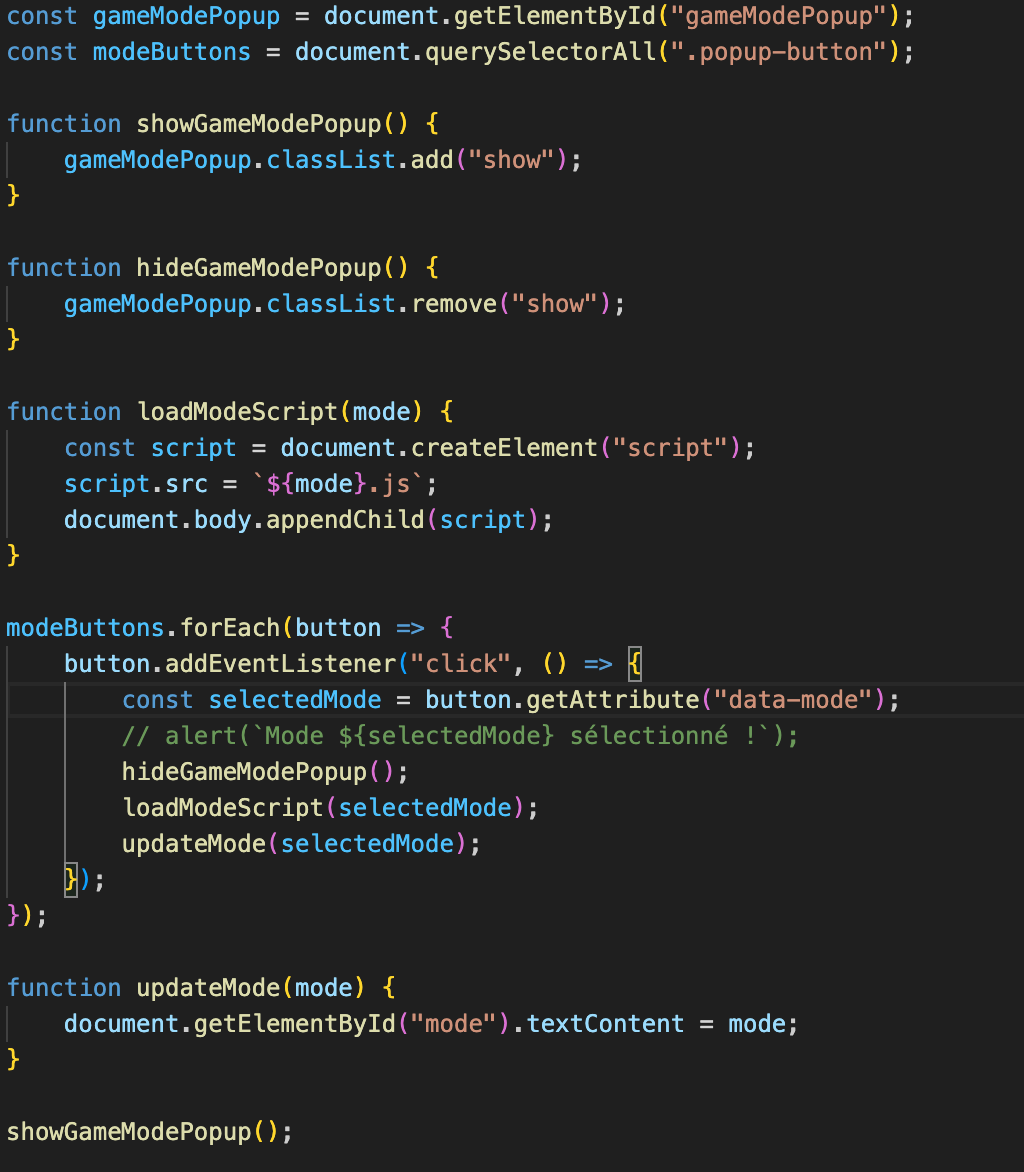 const gameModePopup = document.getElementById("gameModePopup");
const modeButtons = document.querySelectorAll(".popup-button");

function showGameModePopup() {
    gameModePopup.classList.add("show");
}

function hideGameModePopup() {
    gameModePopup.classList.remove("show");
}

function loadModeScript(mode) {
    const script = document.createElement("script");
    script.src = `${mode}.js`;
    document.body.appendChild(script);
}

modeButtons.forEach(button => {
    button.addEventListener("click", () => {
        const selectedMode = button.getAttribute("data-mode");
        // alert(`Mode ${selectedMode} sélectionné !`);
        hideGameModePopup();
        loadModeScript(selectedMode);
        updateMode(selectedMode);
    });
});

function updateMode(mode) {
    document.getElementById("mode").textContent = mode;
}

showGameModePopup();